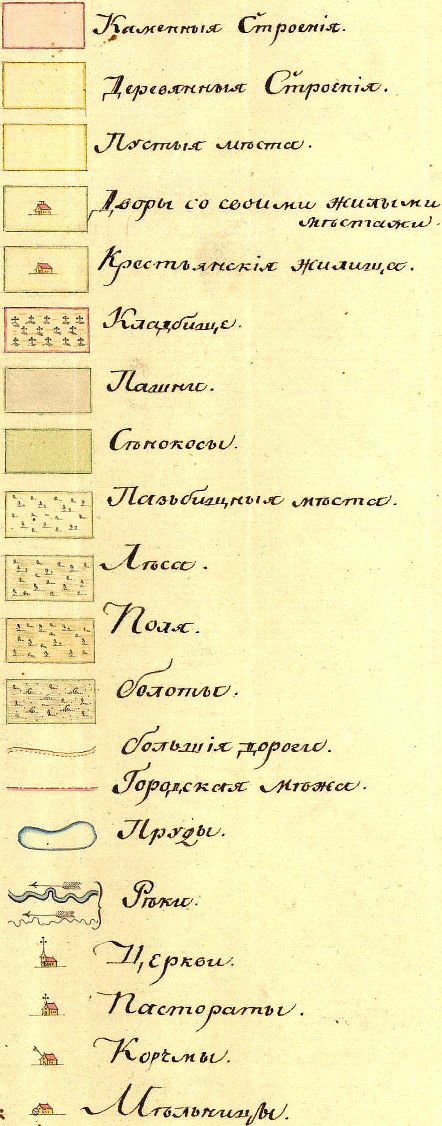 Каменныя Строенія.
Деревянныя Строенія.
Пустыя мѣста.
Дворы со своими жилыми
мѣстами.
Крестьянскія жилища.
Кладбище.
Пашни.
Сѣнокосы.
Пазьбищныя мѣста.
Лѣса.
Поля.
болоты.
большія дороги.
Городская мѣжа.
Пруды.
Рѣки.
Церкви.
Пастораты.
Корчмы.
Мѣльницы.